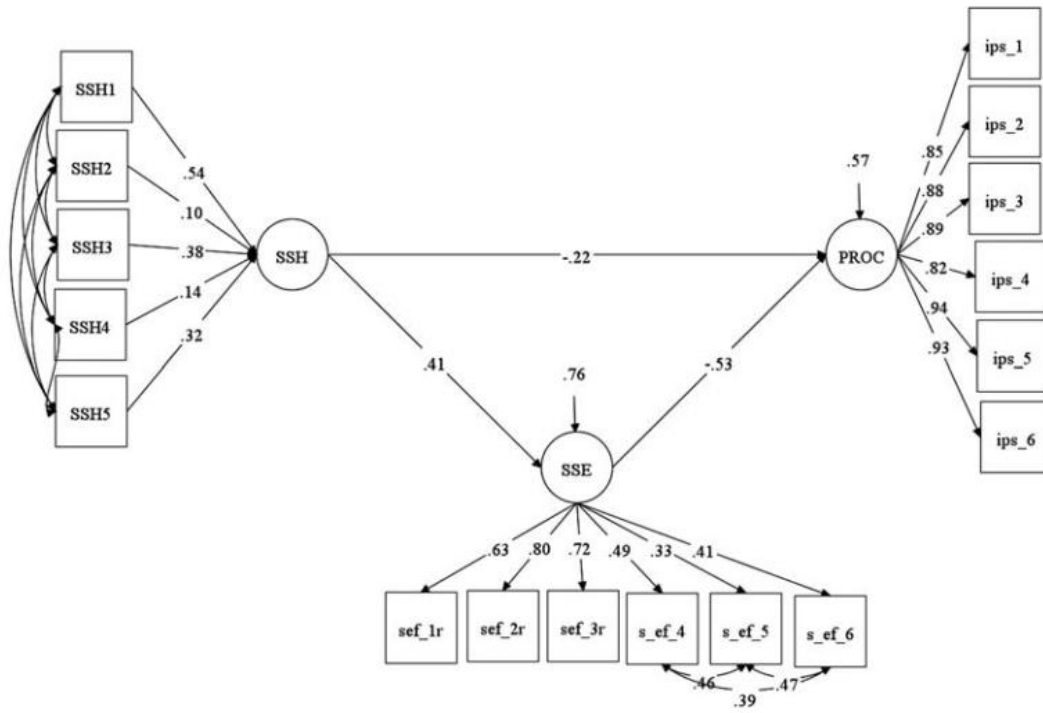 SSH1
SSH2
SSH3
SSH4
SSH5
.54
.10
.38
.14
.32
SSH
-.22
.41
.57
PROC
-.53
.76
SSE
.85
.88
.89
.82
.94
.93
ips_1
ips_2
ips_3
ips_4
ips_5
ips_6
.63
.80
.72
.49
.33
.41
sef_1r
sef_2r
sef_3r
s_ef_4
s_ef_5
s_ef_6
.46
.47
.39